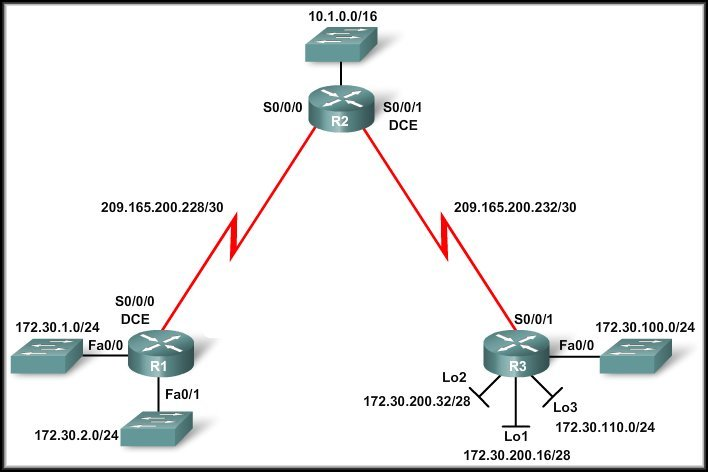 10.1.0.0/16
S0/0/0
S0/0/1
DCE
R2
209.165.200.228/30
209.165.200.232/30
S0/0/0
DCE
172.30.1.0/24
Fa0/0
R1
Fa0/1
172.30.2.0/24
S0/0/1
172.30.100.0/24
Fa0/0
R3
Lo2
172.30.200.32/28
Lo3
172.30.110.0/24
Lo1
172.30.200.16/28